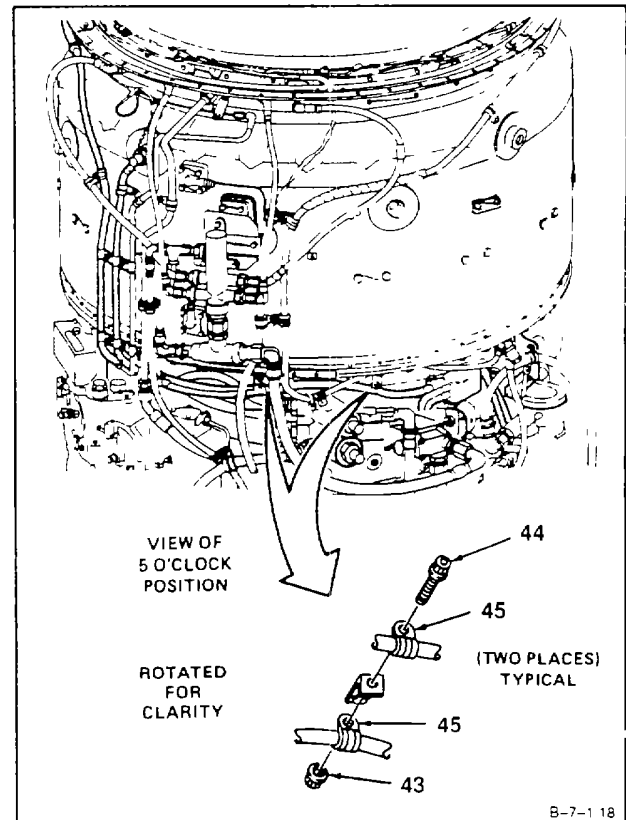 VIEW OF
5 O'CLOCK
POSITION
44
45
(TWO PLACES)
TYPICAL
ROTATED
FOR
CLARITY
45
43
B-7-1 18